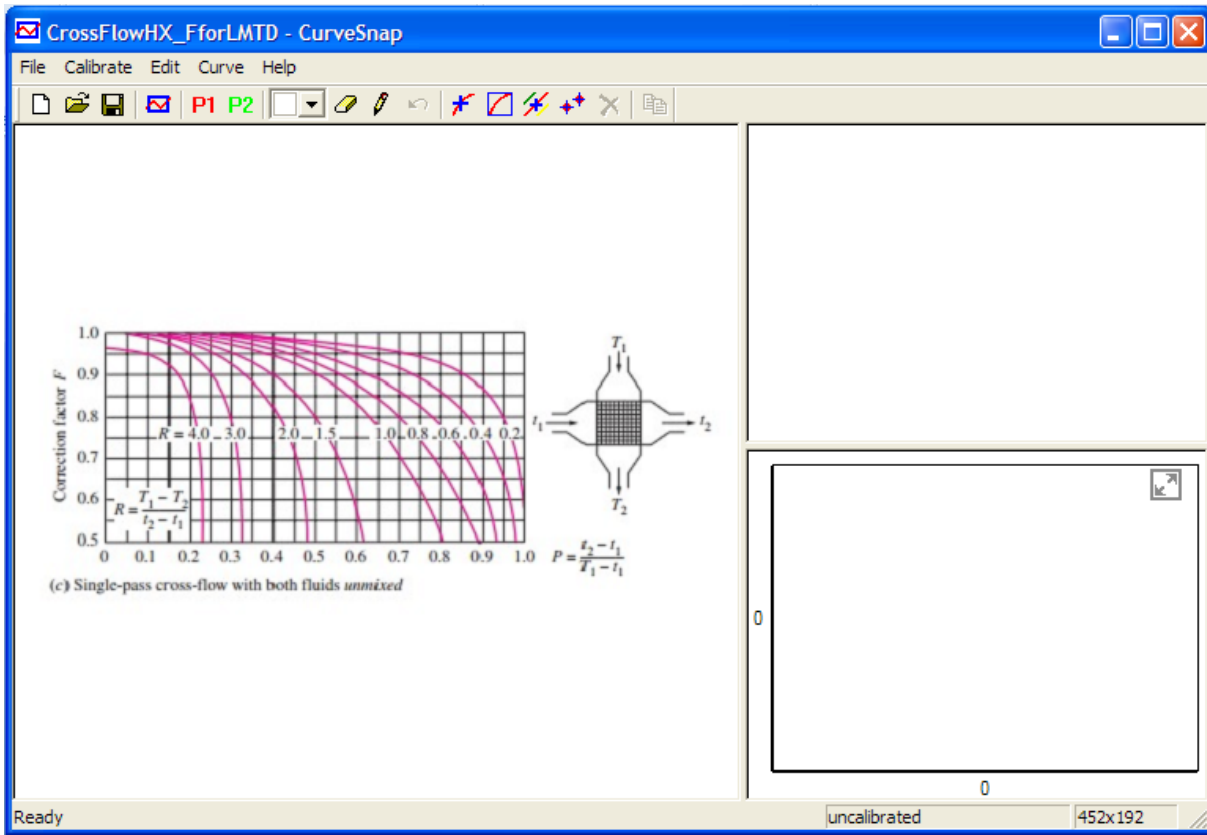 CrossFlowHX_FforLMTD - CurveSnap
File Calibrate Edit Curve Help
P1 P2
Correction factor F
1.0
0.9
0.8
0.7
0.6
0.5
R = 4.0 3.0 2.0 1.5 1.0 0.8 0.6 0.4 0.2
R = T₁ − T₂ / t₂ − t₁
0 0.1 0.2 0.3 0.4 0.5 0.6 0.7 0.8 0.9 1.0
P = t₂ − t₁ / T₁ − t₁
T₁
t₁
t₂
T₂
(c) Single-pass cross-flow with both fluids unmixed
0
0
Ready
uncalibrated
452x192